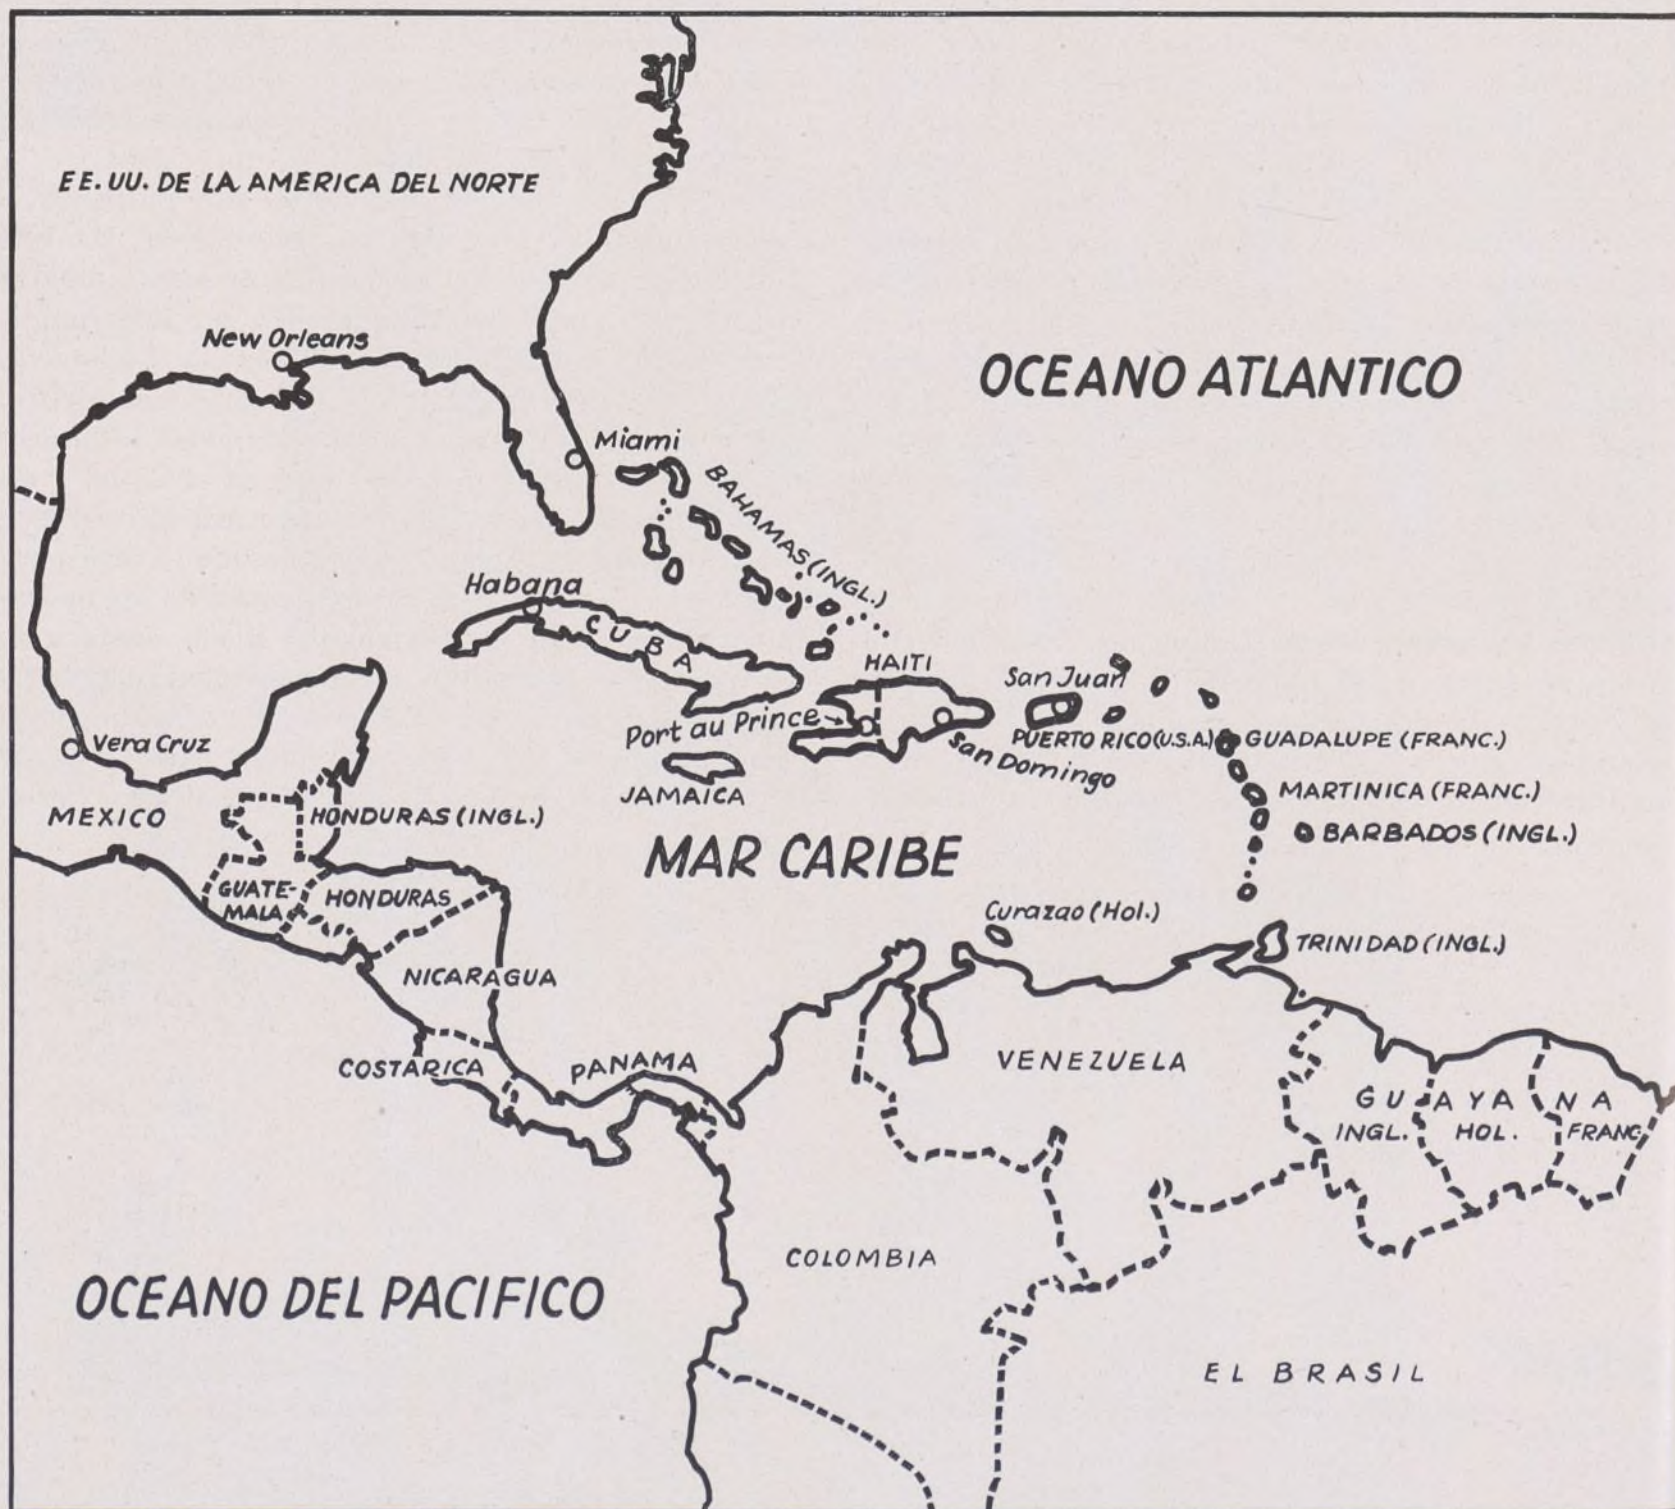 EE. UU. DE LA AMERICA DEL NORTE
New Orleans
OCEANO ATLANTICO
Miami
BAHAMAS (INGL.)
Habana
CUBA
HAITI
San Juan
Port au Prince
Vera Cruz
PUERTO RICO (U.S.A.)
GUADALUPE (FRANC.)
San Domingo
JAMAICA
MARTINICA (FRANC.)
MEXICO
HONDURAS (INGL.)
BARBADOS (INGL.)
MAR CARIBE
GUATE-
MALA
HONDURAS
Curazao (Hol.)
TRINIDAD (INGL.)
NICARAGUA
COSTARICA
PANAMA
VENEZUELA
GUAYANA
INGL.
HOL.
FRANC.
COLOMBIA
OCEANO DEL PACIFICO
EL BRASIL